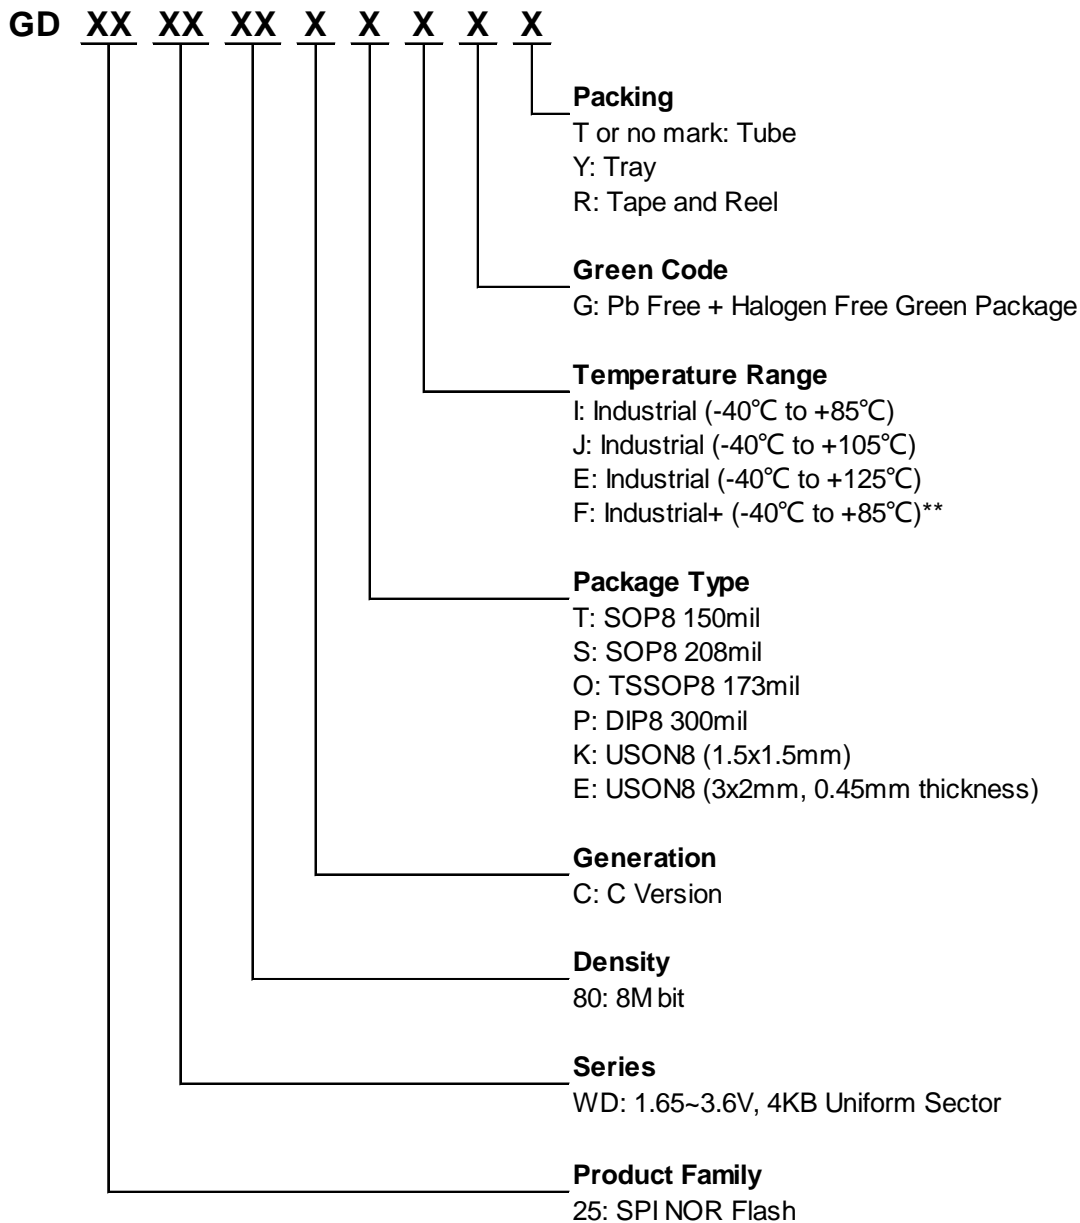 GD XX XX XX X X X X X
Packing
T or no mark: Tube
Y: Tray
R: Tape and Reel
Green Code
G: Pb Free + Halogen Free Green Package
Temperature Range
I: Industrial (-40℃ to +85℃)
J: Industrial (-40℃ to +105℃)
E: Industrial (-40℃ to +125℃)
F: Industrial+ (-40℃ to +85℃)**
Package Type
T: SOP8 150mil
S: SOP8 208mil
O: TSSOP8 173mil
P: DIP8 300mil
K: USON8 (1.5x1.5mm)
E: USON8 (3x2mm, 0.45mm thickness)
Generation
C: C Version
Density
80: 8M bit
Series
WD: 1.65~3.6V, 4KB Uniform Sector
Product Family
25: SPI NOR Flash